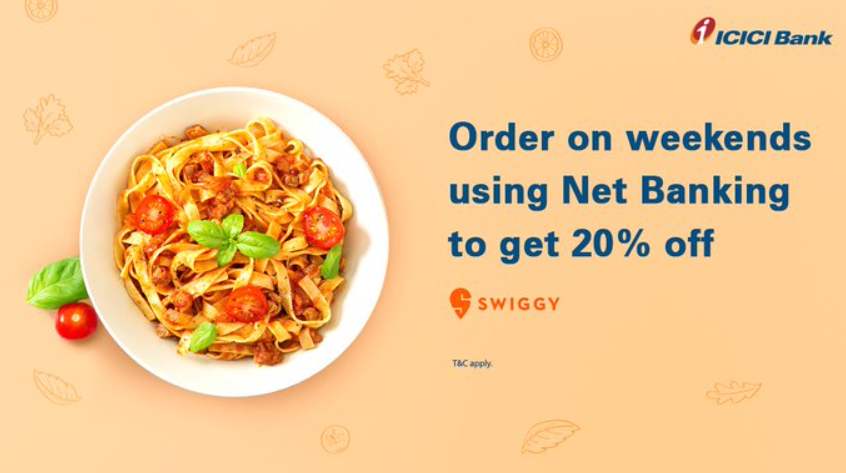 ICICI Bank
Order on weekends
using Net Banking
to get 20% off
SWIGGY
T&C apply.